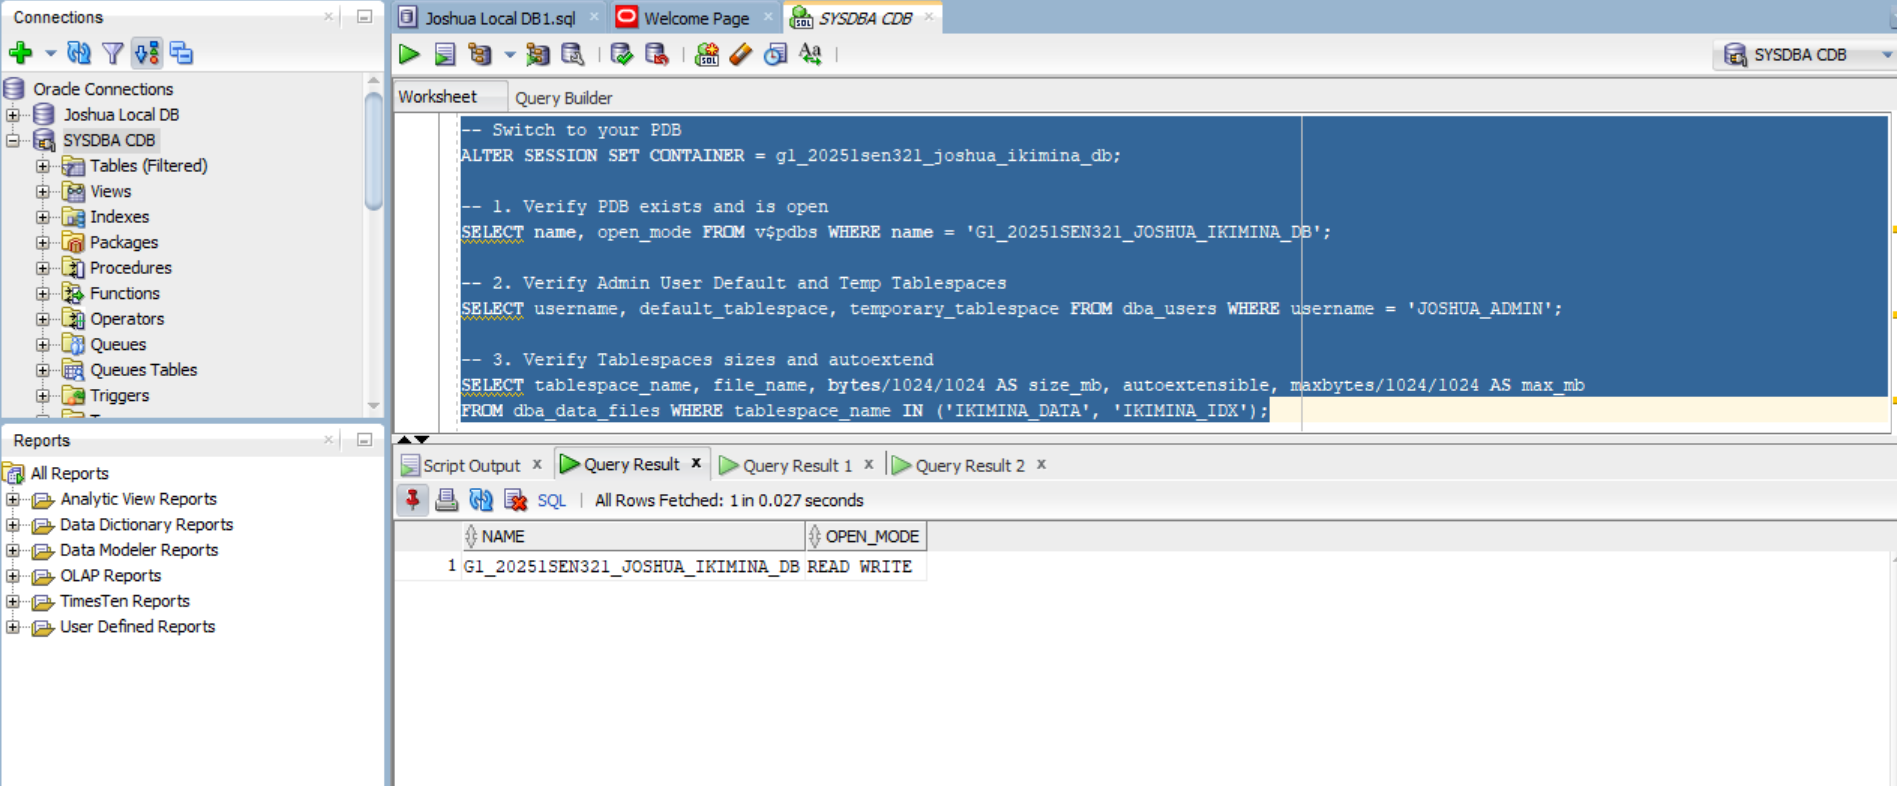 Connections
Oracle Connections
Joshua Local DB
SYSDBA CDB
Tables (Filtered)
Views
Indexes
Packages
Procedures
Functions
Operators
Queues
Queues Tables
Triggers
Reports
All Reports
Analytic View Reports
Data Dictionary Reports
Data Modeler Reports
OLAP Reports
TimesTen Reports
User Defined Reports
Joshua Local DB1.sql
Welcome Page
SYSDBA CDB
SYSDBA CDB
Worksheet
Query Builder
-- Switch to your PDB
ALTER SESSION SET CONTAINER = g1_20251sen321_joshua_ikimina_db;
-- 1. Verify PDB exists and is open
SELECT name, open_mode FROM v$pdbs WHERE name = 'G1_20251SEN321_JOSHUA_IKIMINA_DB';
-- 2. Verify Admin User Default and Temp Tablespaces
SELECT username, default_tablespace, temporary_tablespace FROM dba_users WHERE username = 'JOSHUA_ADMIN';
-- 3. Verify Tablespaces sizes and autoextend
SELECT tablespace_name, file_name, bytes/1024/1024 AS size_mb, autoextensible, maxbytes/1024/1024 AS max_mb
FROM dba_data_files WHERE tablespace_name IN ('IKIMINA_DATA', 'IKIMINA_IDX');
Script Output x
Query Result x
Query Result 1 x
Query Result 2 x
SQL | All Rows Fetched: 1 in 0.027 seconds
NAME OPEN_MODE
1 G1_20251SEN321_JOSHUA_IKIMINA_DB READ WRITE